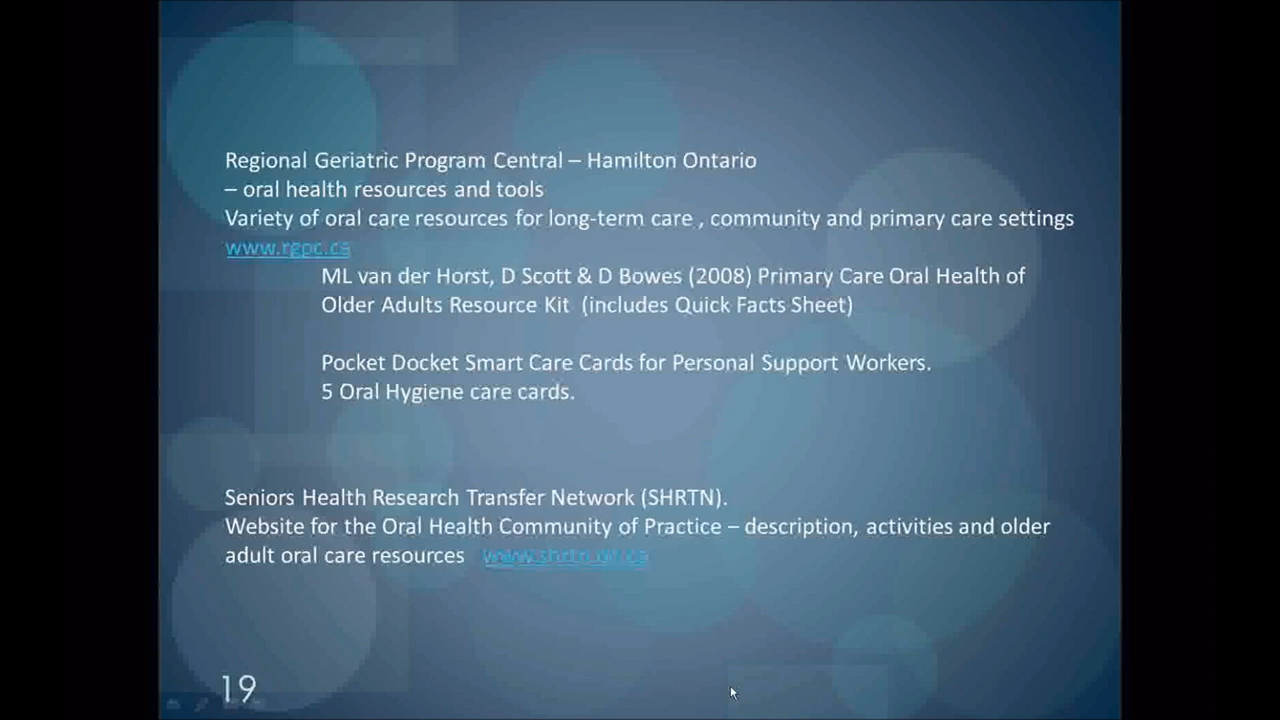 Regional Geriatric Program Central – Hamilton Ontario
– oral health resources and tools
Variety of oral care resources for long-term care , community and primary care settings
www.rgpc.ca
ML van der Horst, D Scott & D Bowes (2008) Primary Care Oral Health of
Older Adults Resource Kit (includes Quick Facts Sheet)
Pocket Docket Smart Care Cards for Personal Support Workers.
5 Oral Hygiene care cards.
Seniors Health Research Transfer Network (SHRTN).
Website for the Oral Health Community of Practice – description, activities and older
adult oral care resources
19